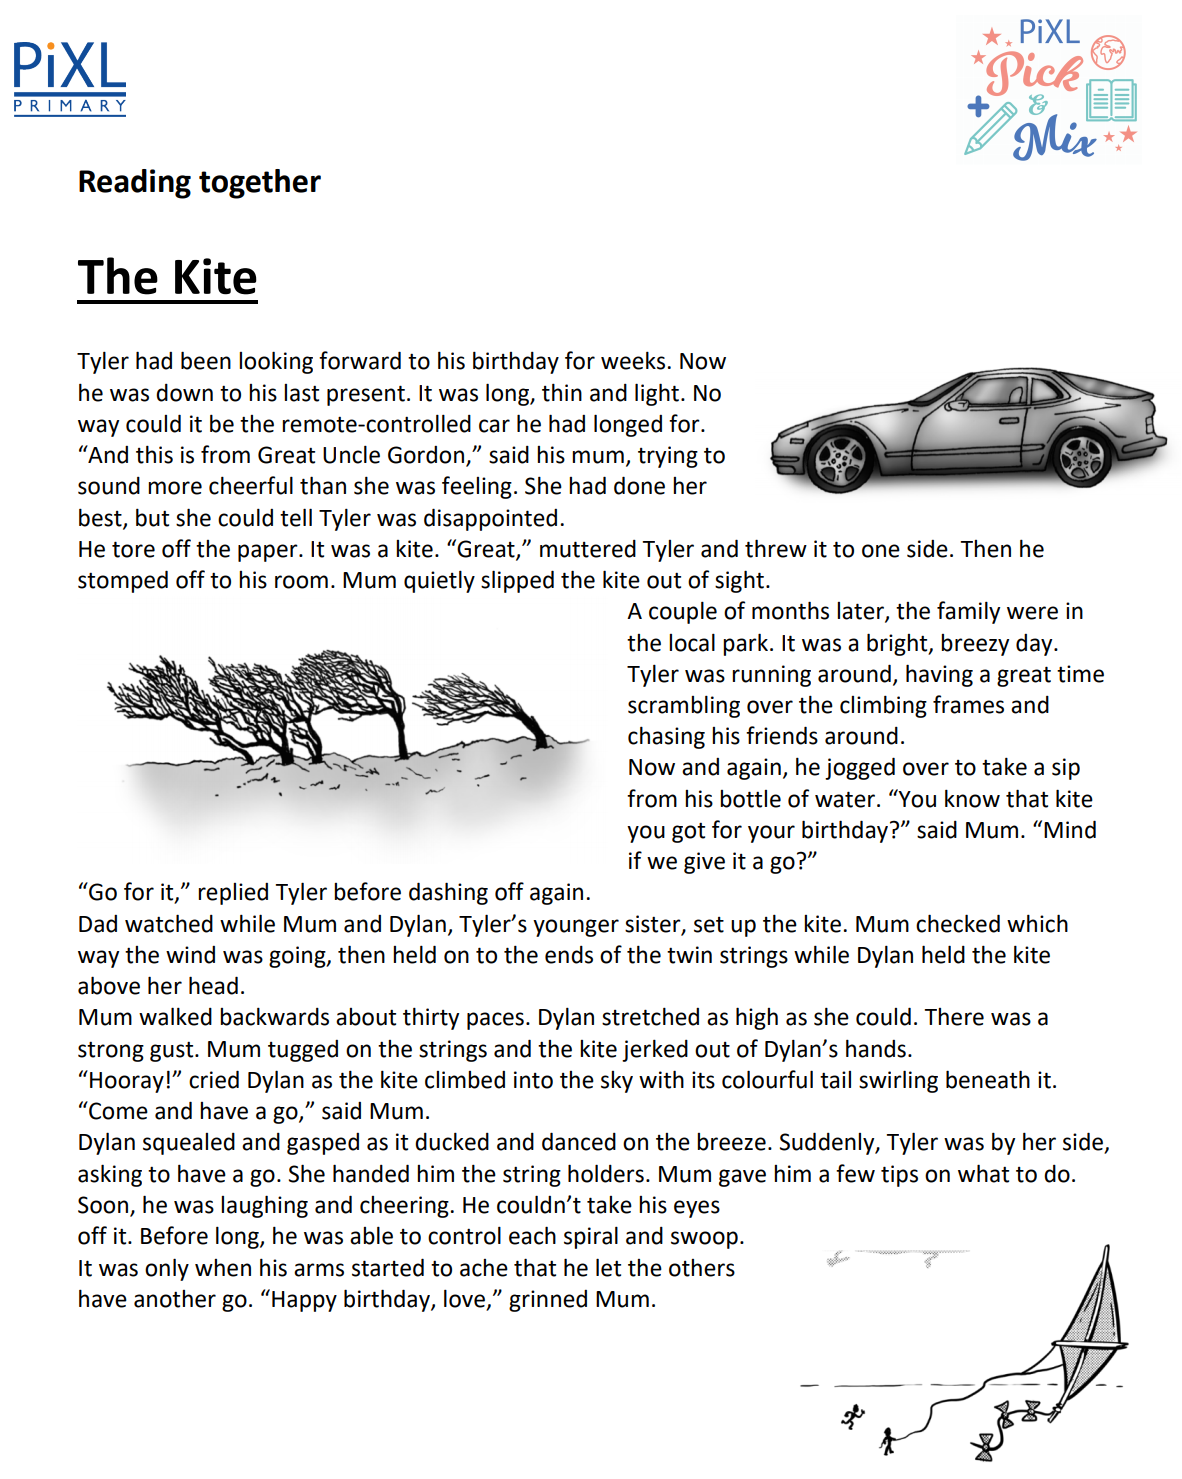 PiXL
PRIMARY
PiXL
Pick
&
Mix
Reading together
The Kite
Tyler had been looking forward to his birthday for weeks. Now
he was down to his last present. It was long, thin and light. No
way could it be the remote-controlled car he had longed for.
“And this is from Great Uncle Gordon,” said his mum, trying to
sound more cheerful than she was feeling. She had done her
best, but she could tell Tyler was disappointed.
He tore off the paper. It was a kite. “Great,” muttered Tyler and threw it to one side. Then he
stomped off to his room. Mum quietly slipped the kite out of sight.
A couple of months later, the family were in
the local park. It was a bright, breezy day.
Tyler was running around, having a great time
scrambling over the climbing frames and
chasing his friends around.
Now and again, he jogged over to take a sip
from his bottle of water. “You know that kite
you got for your birthday?” said Mum. “Mind
if we give it a go?”
“Go for it,” replied Tyler before dashing off again.
Dad watched while Mum and Dylan, Tyler’s younger sister, set up the kite. Mum checked which
way the wind was going, then held on to the ends of the twin strings while Dylan held the kite
above her head.
Mum walked backwards about thirty paces. Dylan stretched as high as she could. There was a
strong gust. Mum tugged on the strings and the kite jerked out of Dylan’s hands.
“Hooray!” cried Dylan as the kite climbed into the sky with its colourful tail swirling beneath it.
“Come and have a go,” said Mum.
Dylan squealed and gasped as it ducked and danced on the breeze. Suddenly, Tyler was by her side,
asking to have a go. She handed him the string holders. Mum gave him a few tips on what to do.
Soon, he was laughing and cheering. He couldn’t take his eyes
off it. Before long, he was able to control each spiral and swoop.
It was only when his arms started to ache that he let the others
have another go. “Happy birthday, love,” grinned Mum.